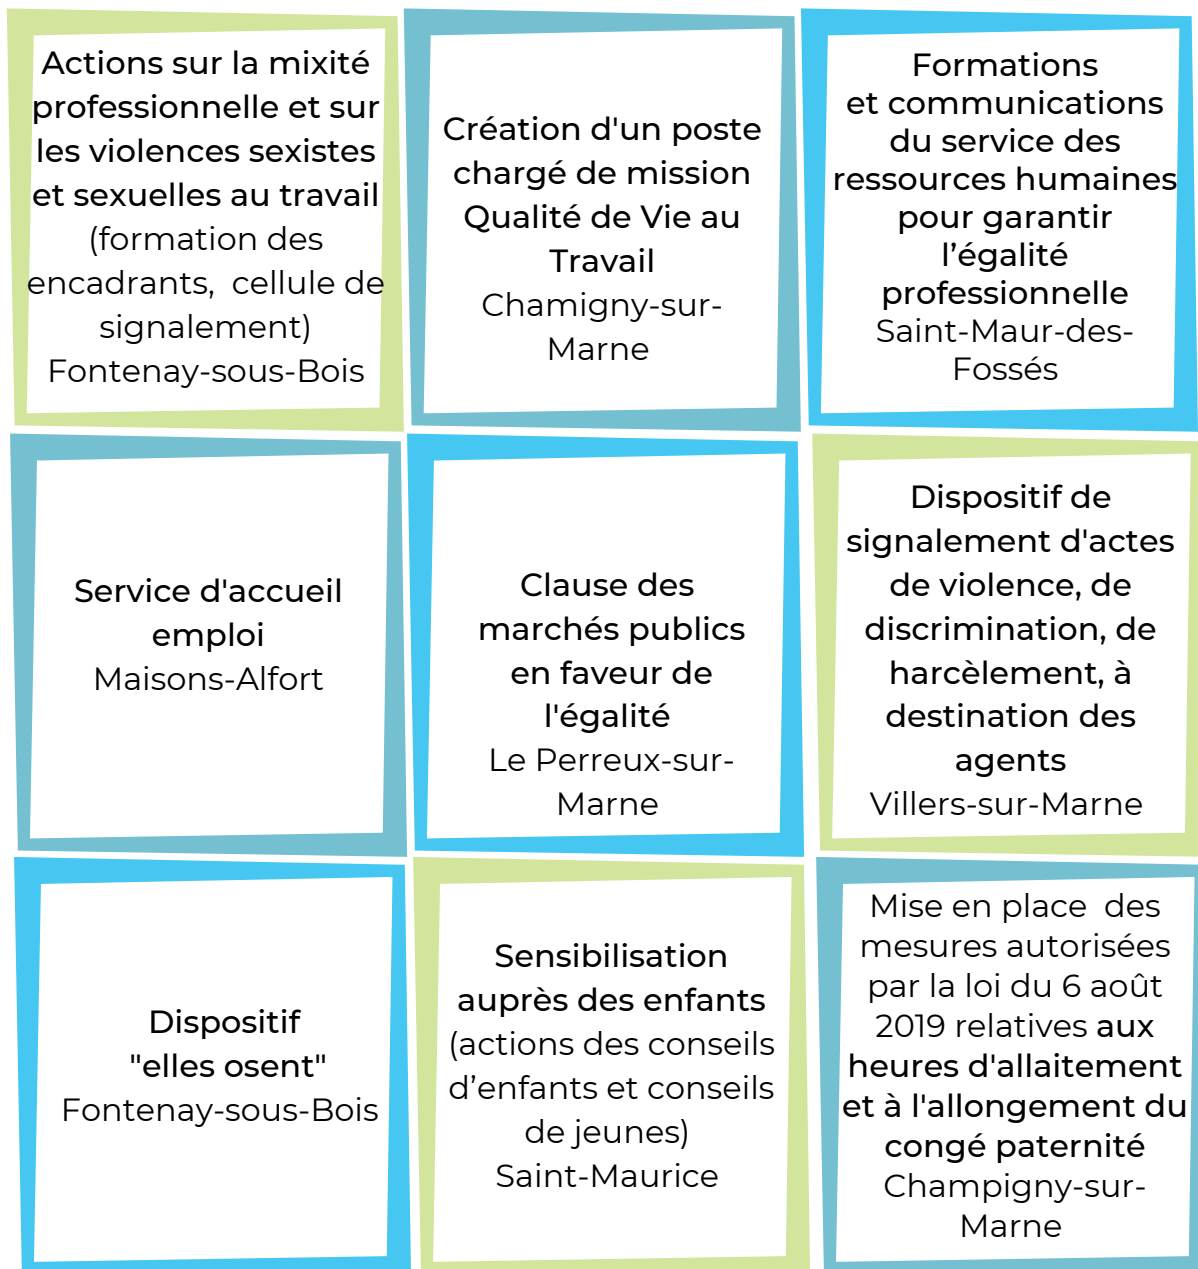 Actions sur la mixité
professionnelle et sur
les violences sexistes
et sexuelles au travail
(formation des
encadrants,  cellule de
signalement)
Fontenay-sous-Bois
Création d'un poste
chargé de mission
Qualité de Vie au
Travail
Chamigny-sur-
Marne
Formations
et communications
du service des
ressources humaines
pour garantir
l’égalité
professionnelle
Saint-Maur-des-
Fossés
Service d'accueil
emploi
Maisons-Alfort
Clause des
marchés publics
en faveur de
l'égalité
Le Perreux-sur-
Marne
Dispositif de
signalement d'actes
de violence, de
discrimination, de
harcèlement, à
destination des
agents
Villers-sur-Marne
Dispositif
"elles osent"
Fontenay-sous-Bois
Sensibilisation
auprès des enfants
(actions des conseils
d’enfants et conseils
de jeunes)
Saint-Maurice
Mise en place  des
mesures autorisées
par la loi du 6 août
2019 relatives aux
heures d'allaitement
et à l'allongement du
congé paternité
Champigny-sur-
Marne